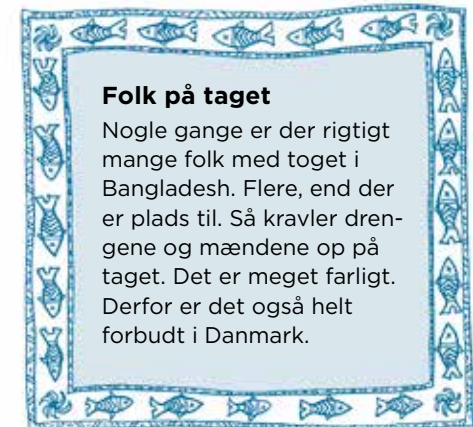 Folk på taget
Nogle gange er der rigtigt
mange folk med toget i
Bangladesh. Flere, end der
er plads til. Så kravler dren-
gene og mændene op på
taget. Det er meget farligt.
Derfor er det også helt
forbudt i Danmark.